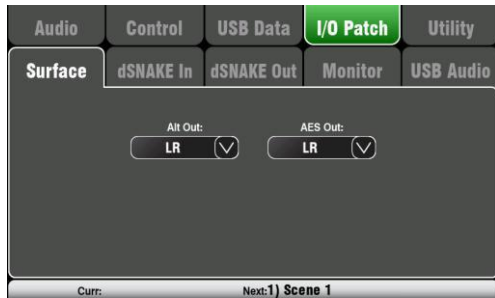 Audio Control USB Data I/O Patch Utility
Surface dSNAKE In dSNAKE Out Monitor USB Audio
Alt Out: AES Out:
LR LR
Curr: Next:1) Scene 1